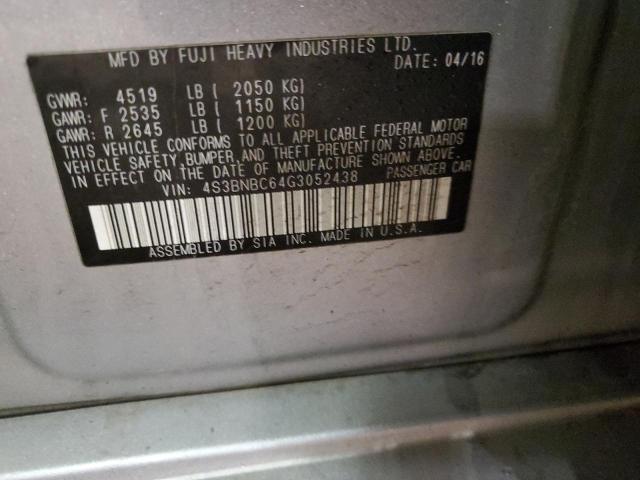 MFD BY FUJI HEAVY INDUSTRIES LTD.
DATE: 04/16
GVWR: 4519 LB ( 2050 KG)
GAWR: F 2535 LB ( 1150 KG)
GAWR: R 2645 LB ( 1200 KG)
THIS VEHICLE CONFORMS TO ALL APPLICABLE FEDERAL MOTOR
VEHICLE SAFETY,BUMPER,AND THEFT PREVENTION STANDARDS
IN EFFECT ON THE DATE OF MANUFACTURE SHOWN ABOVE.
VIN: 4S3BNBC64G3052438 PASSENGER CAR
ASSEMBLED BY SIA INC. MADE IN U.S.A.